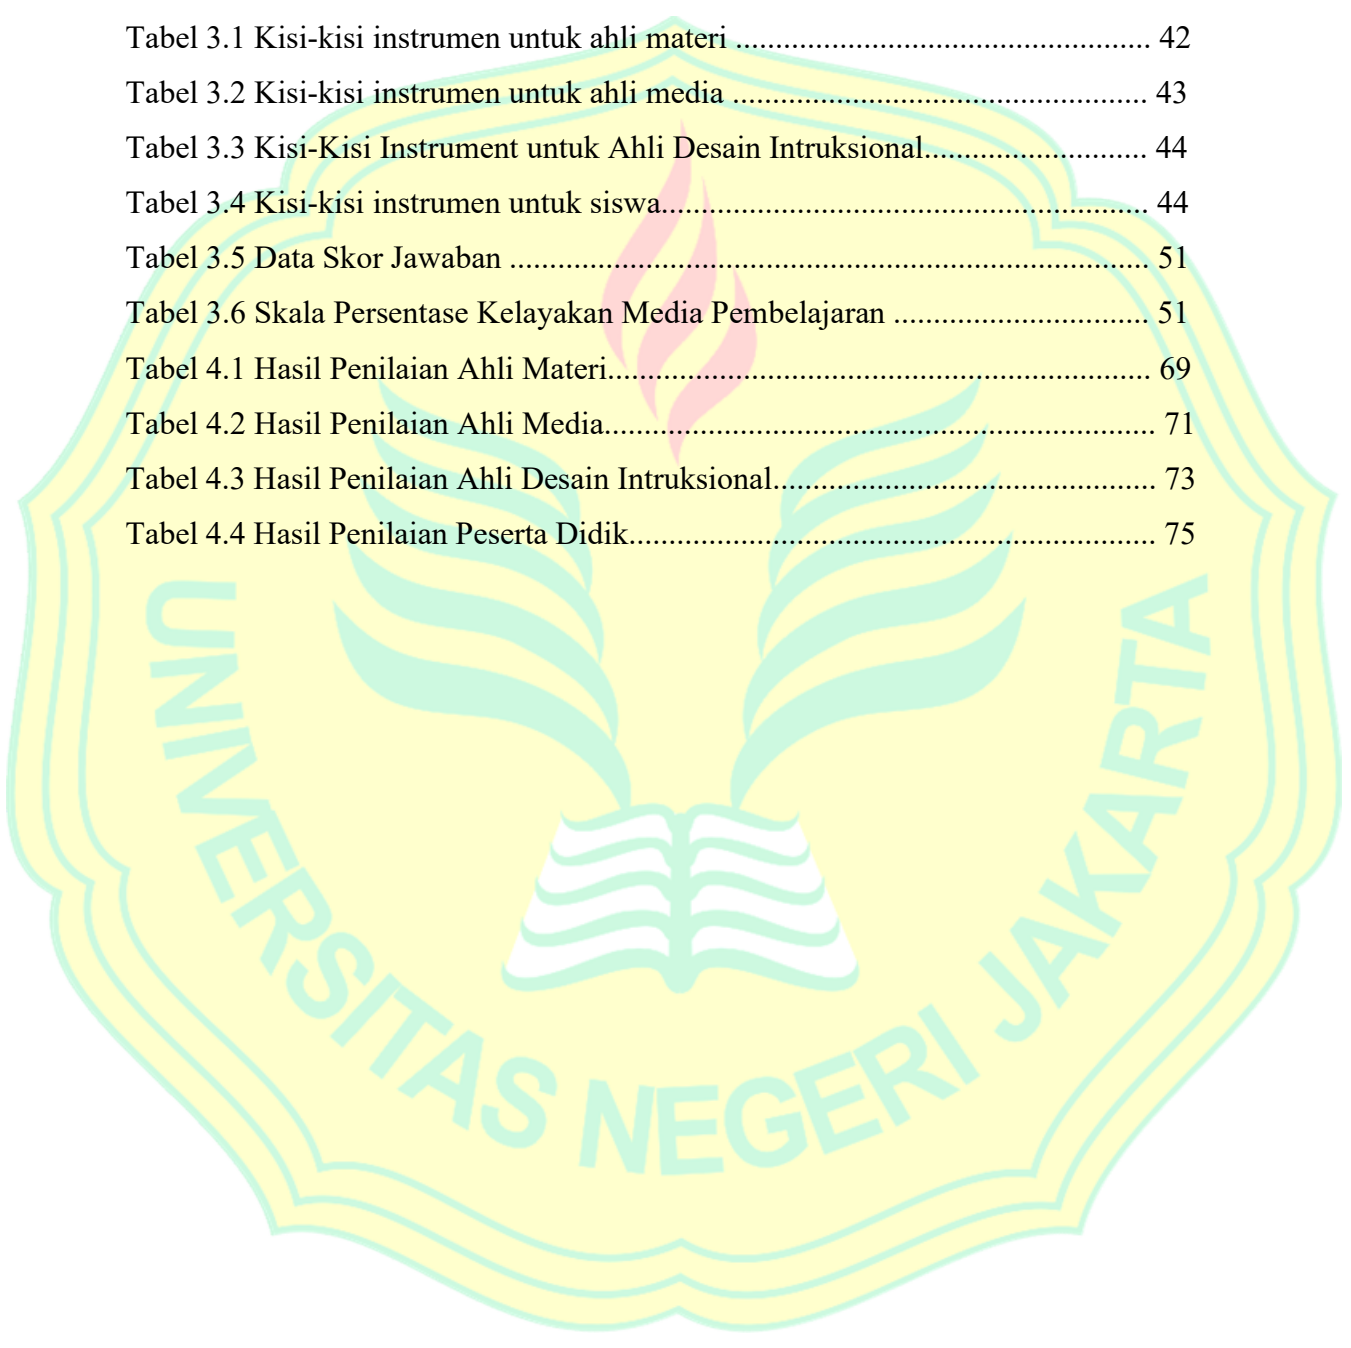 Tabel 3.1 Kisi-kisi instrumen untuk ahli materi .................................................... 42
Tabel 3.2 Kisi-kisi instrumen untuk ahli media .................................................... 43
Tabel 3.3 Kisi-Kisi Instrument untuk Ahli Desain Intruksional............................ 44
Tabel 3.4 Kisi-kisi instrumen untuk siswa............................................................. 44
Tabel 3.5 Data Skor Jawaban ................................................................................ 51
Tabel 3.6 Skala Persentase Kelayakan Media Pembelajaran ................................ 51
Tabel 4.1 Hasil Penilaian Ahli Materi.................................................................... 69
Tabel 4.2 Hasil Penilaian Ahli Media..................................................................... 71
Tabel 4.3 Hasil Penilaian Ahli Desain Intruksional................................................ 73
Tabel 4.4 Hasil Penilaian Peserta Didik.................................................................. 75
UNIVERSITAS NEGERI JAKARTA